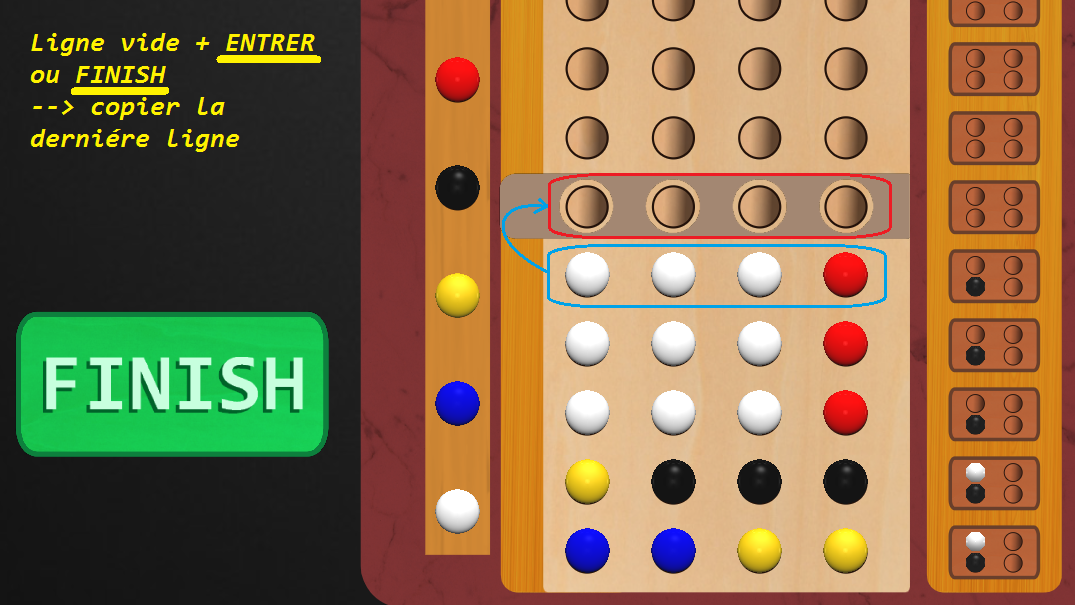 Ligne vide + ENTRER
ou FINISH
--> copier la
derniére ligne
FINISH